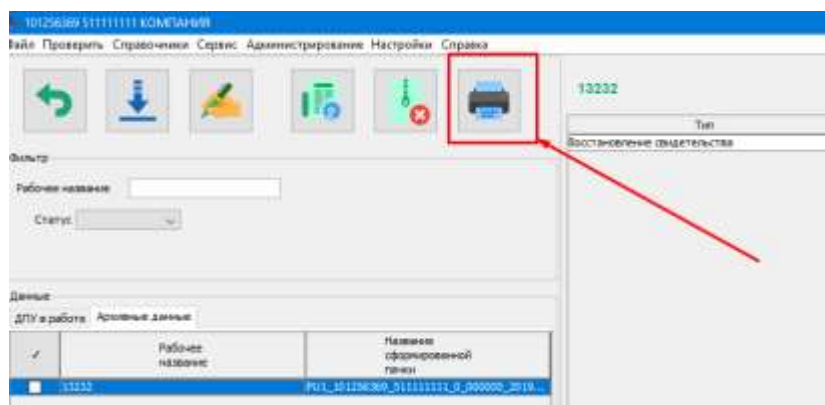 101256369 511111111 КОМПАНИЯ
Файл Проверить Справочники Сервис Администрирование Настройки Справка
13232
Тип
Восстановление свидетельства
Фильтр
Рабочее название
Статус
Данные
ДПУ в работе Архивные данные
✓ Рабочее название Название сформированной пачки
13232 PU1_101256369_511111111_0_000000_2019...